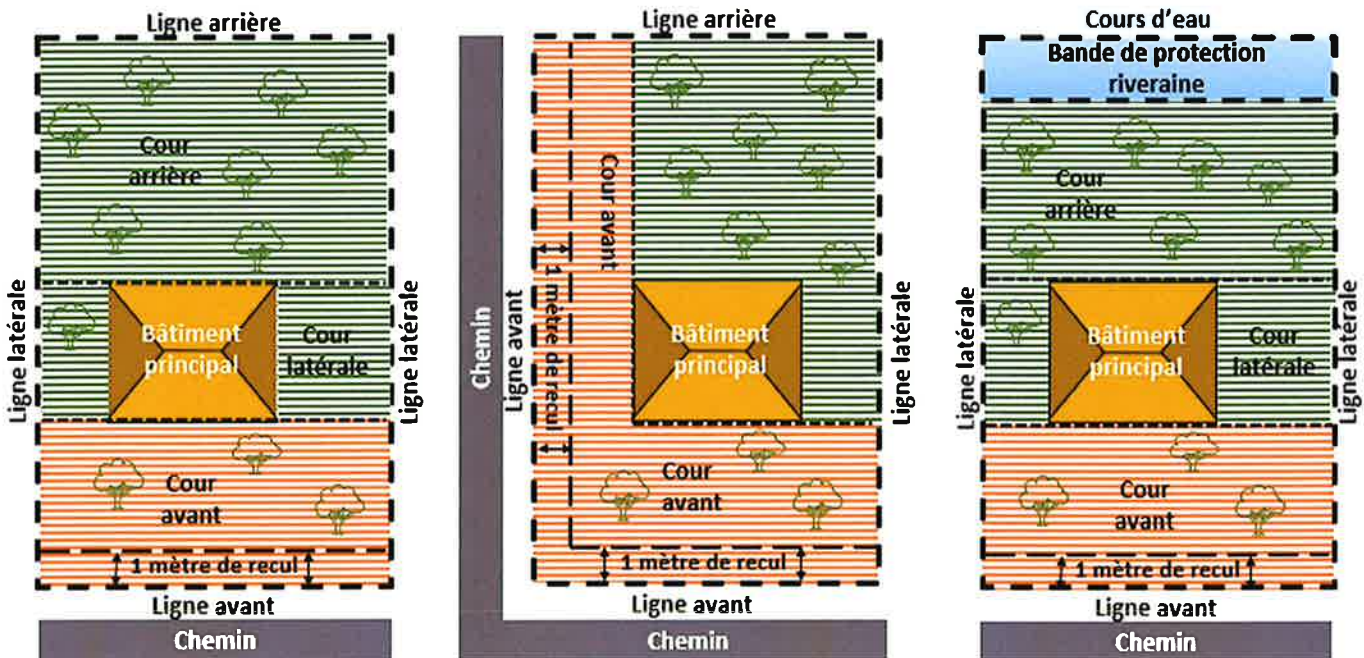 Ligne arrière
Cour
arrière
Ligne latérale
Bâtiment
principal
Cour
latérale
Ligne latérale
Cour
avant
1 mètre de recul
Ligne avant
Chemin
Ligne arrière
Chemin
Ligne avant
1 mètre de recul
Cour avant
Bâtiment
principal
Ligne latérale
Cour
avant
1 mètre de recul
Ligne avant
Chemin
Cours d'eau
Bande de protection
riveraine
Cour
arrière
Ligne latérale
Bâtiment
principal
Cour
latérale
Ligne latérale
Cour
avant
1 mètre de recul
Ligne avant
Chemin